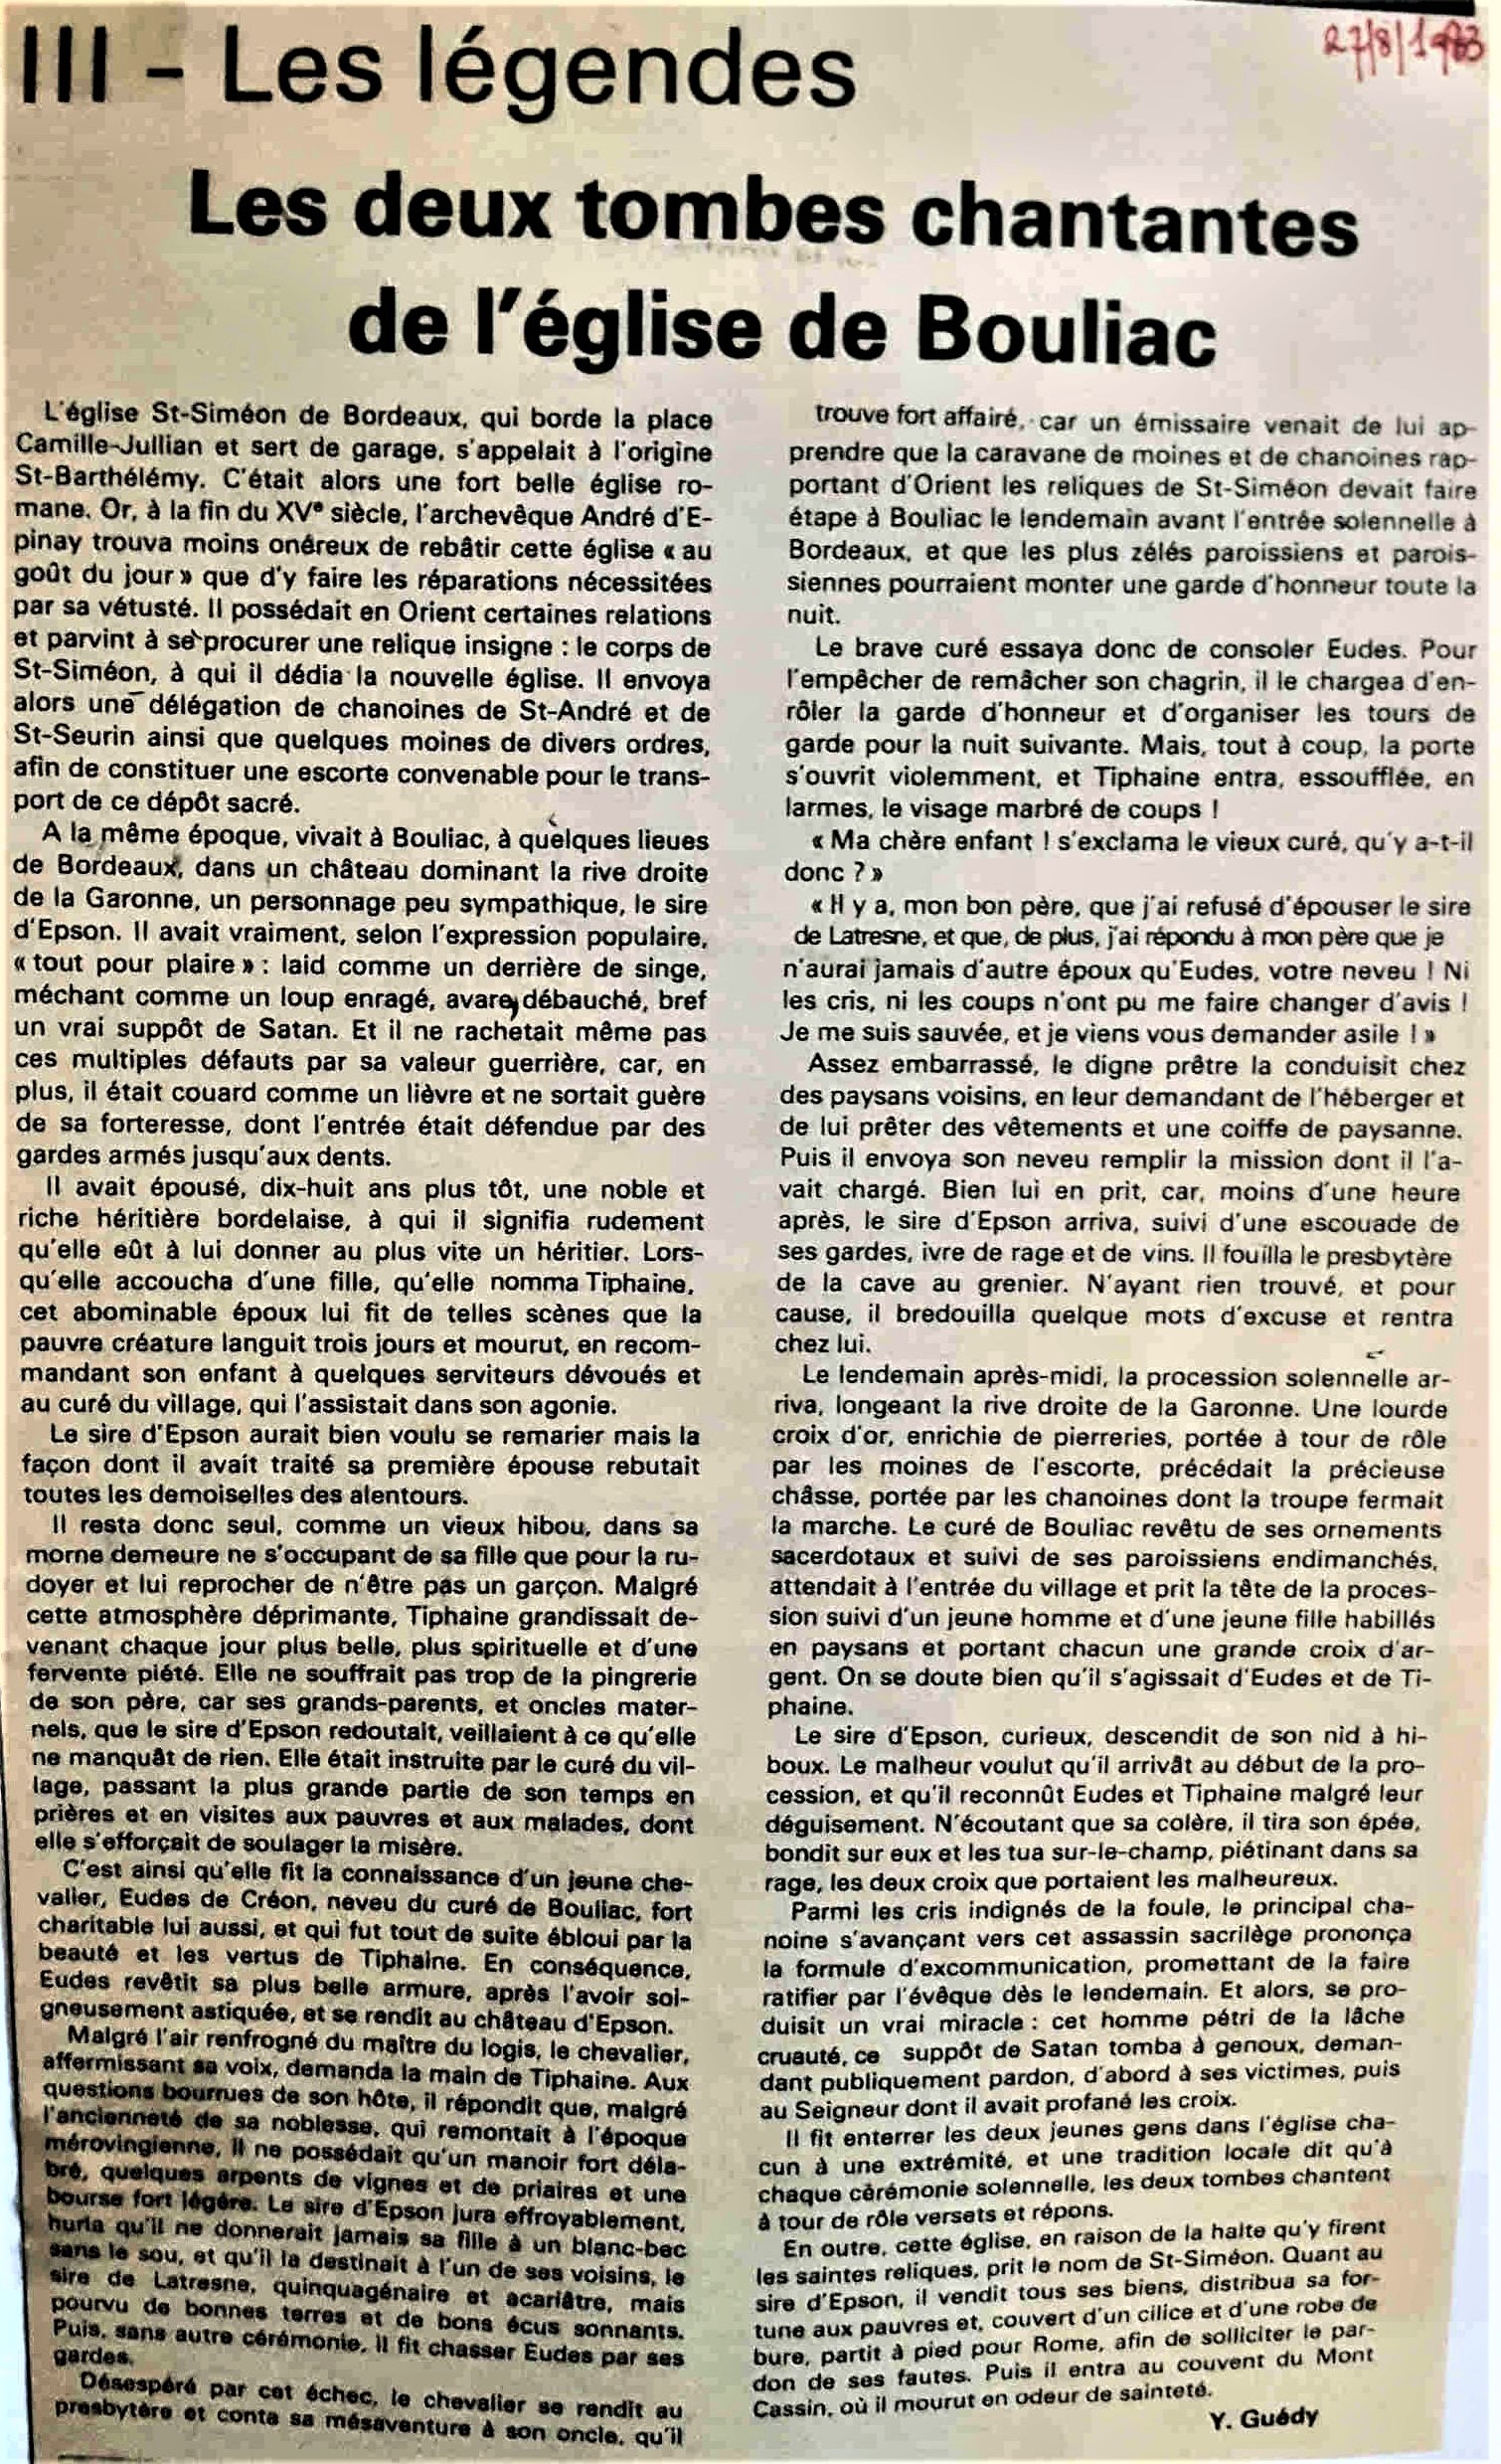 27/8/1983
III - Les légendes
Les deux tombes chantantes
de l'église de Bouliac
L'église St-Siméon de Bordeaux, qui borde la place
Camille-Jullian et sert de garage, s'appelait à l'origine
St-Barthélémy. C'était alors une fort belle église ro-
mane. Or, à la fin du XVe siècle, l'archevêque André d'E-
pinay trouva moins onéreux de rebâtir cette église « au
goût du jour » que d'y faire les réparations nécessitées
par sa vétusté. Il possédait en Orient certaines relations
et parvint à se procurer une relique insigne : le corps de
St-Siméon, à qui il dédia la nouvelle église. Il envoya
alors une délégation de chanoines de St-André et de
St-Seurin ainsi que quelques moines de divers ordres,
afin de constituer une escorte convenable pour le trans-
port de ce dépôt sacré.
A la même époque, vivait à Bouliac, à quelques lieues
de Bordeaux, dans un château dominant la rive droite
de la Garonne, un personnage peu sympathique, le sire
d'Epson. Il avait vraiment, selon l'expression populaire,
« tout pour plaire » : laid comme un derrière de singe,
méchant comme un loup enragé, avare, débauché, bref
un vrai suppôt de Satan. Et il ne rachetait même pas
ces multiples défauts par sa valeur guerrière, car, en
plus, il était couard comme un lièvre et ne sortait guère
de sa forteresse, dont l'entrée était défendue par des
gardes armés jusqu'aux dents.
Il avait épousé, dix-huit ans plus tôt, une noble et
riche héritière bordelaise, à qui il signifia rudement
qu'elle eût à lui donner au plus vite un héritier. Lors-
qu'elle accoucha d'une fille, qu'elle nomma Tiphaine,
cet abominable époux lui fit de telles scènes que la
pauvre créature languit trois jours et mourut, en recom-
mandant son enfant à quelques serviteurs dévoués et
au curé du village, qui l'assistait dans son agonie.
Le sire d'Epson aurait bien voulu se remarier mais la
façon dont il avait traité sa première épouse rebutait
toutes les demoiselles des alentours.
Il resta donc seul, comme un vieux hibou, dans sa
morne demeure ne s'occupant de sa fille que pour la ru-
doyer et lui reprocher de n'être pas un garçon. Malgré
cette atmosphère déprimante, Tiphaine grandissait de-
venant chaque jour plus belle, plus spirituelle et d'une
fervente piété. Elle ne souffrait pas trop de la pingrerie
de son père, car ses grands-parents, et oncles mater-
nels, que le sire d'Epson redoutait, veillaient à ce qu'elle
ne manquât de rien. Elle était instruite par le curé du vil-
lage, passant la plus grande partie de son temps en
prières et en visites aux pauvres et aux malades, dont
elle s'efforçait de soulager la misère.
C'est ainsi qu'elle fit la connaissance d'un jeune che-
valier, Eudes de Créon, neveu du curé de Bouliac, fort
charitable lui aussi, et qui fut tout de suite ébloui par la
beauté et les vertus de Tiphaine. En conséquence,
Eudes revêtit sa plus belle armure, après l'avoir soi-
gneusement astiquée, et se rendit au château d'Epson.
Malgré l'air renfrogné du maître du logis, le chevalier,
affermissant sa voix, demanda la main de Tiphaine. Aux
questions bourrues de son hôte, il répondit que, malgré
l'ancienneté de sa noblesse, qui remontait à l'époque
mérovingienne, il ne possédait qu'un manoir fort déla-
bré, quelques arpents de vignes et de priaires et une
bourse fort légère. Le sire d'Epson jura effroyablement,
hurla qu'il ne donnerait jamais sa fille à un blanc-bec
sans le sou, et qu'il la destinait à l'un de ses voisins, le
sire de Latresne, quinquagénaire et acariâtre, mais
pourvu de bonnes terres et de bons écus sonnants.
Puis, sans autre cérémonie, il fit chasser Eudes par ses
gardes.
Désespéré par cet échec, le chevalier se rendit au
presbytère et conta sa mésaventure à son oncle, qu'il
trouve fort affairé, car un émissaire venait de lui ap-
prendre que la caravane de moines et de chanoines rap-
portant d'Orient les reliques de St-Siméon devait faire
étape à Bouliac le lendemain avant l'entrée solennelle à
Bordeaux, et que les plus zélés paroissiens et parois-
siennes pourraient monter une garde d'honneur toute la
nuit.
Le brave curé essaya donc de consoler Eudes. Pour
l'empêcher de remâcher son chagrin, il le chargea d'en-
rôler la garde d'honneur et d'organiser les tours de
garde pour la nuit suivante. Mais, tout à coup, la porte
s'ouvrit violemment, et Tiphaine entra, essoufflée, en
larmes, le visage marbré de coups !
« Ma chère enfant ! s'exclama le vieux curé, qu'y a-t-il
donc ? »
« Il y a, mon bon père, que j'ai refusé d'épouser le sire
de Latresne, et que, de plus, j'ai répondu à mon père que je
n'aurai jamais d'autre époux qu'Eudes, votre neveu ! Ni
les cris, ni les coups n'ont pu me faire changer d'avis !
Je me suis sauvée, et je viens vous demander asile ! »
Assez embarrassé, le digne prêtre la conduisit chez
des paysans voisins, en leur demandant de l'héberger et
de lui prêter des vêtements et une coiffe de paysanne.
Puis il envoya son neveu remplir la mission dont il l'a-
vait chargé. Bien lui en prit, car, moins d'une heure
après, le sire d'Epson arriva, suivi d'une escouade de
ses gardes, ivre de rage et de vins. Il fouilla le presbytère
de la cave au grenier. N'ayant rien trouvé, et pour
cause, il bredouilla quelque mots d'excuse et rentra
chez lui.
Le lendemain après-midi, la procession solennelle ar-
riva, longeant la rive droite de la Garonne. Une lourde
croix d'or, enrichie de pierreries, portée à tour de rôle
par les moines de l'escorte, précédait la précieuse
châsse, portée par les chanoines dont la troupe fermait
la marche. Le curé de Bouliac revêtu de ses ornements
sacerdotaux et suivi de ses paroissiens endimanchés,
attendait à l'entrée du village et prit la tête de la proces-
sion suivi d'un jeune homme et d'une jeune fille habillés
en paysans et portant chacun une grande croix d'ar-
gent. On se doute bien qu'il s'agissait d'Eudes et de Ti-
phaine.
Le sire d'Epson, curieux, descendit de son nid à hi-
boux. Le malheur voulut qu'il arrivât au début de la pro-
cession, et qu'il reconnût Eudes et Tiphaine malgré leur
déguisement. N'écoutant que sa colère, il tira son épée,
bondit sur eux et les tua sur-le-champ, piétinant dans sa
rage, les deux croix que portaient les malheureux.
Parmi les cris indignés de la foule, le principal cha-
noine s'avançant vers cet assassin sacrilège prononça
la formule d'excommunication, promettant de la faire
ratifier par l'évêque dès le lendemain. Et alors, se pro-
duisit un vrai miracle : cet homme pétri de la lâche
cruauté, ce suppôt de Satan tomba à genoux, deman-
dant publiquement pardon, d'abord à ses victimes, puis
au Seigneur dont il avait profané les croix.
Il fit enterrer les deux jeunes gens dans l'église cha-
cun à une extrémité, et une tradition locale dit qu'à
chaque cérémonie solennelle, les deux tombes chantent
à tour de rôle versets et répons.
En outre, cette église, en raison de la halte qu'y firent
les saintes reliques, prit le nom de St-Siméon. Quant au
sire d'Epson, il vendit tous ses biens, distribua sa for-
tune aux pauvres et, couvert d'un cilice et d'une robe de
bure, partit à pied pour Rome, afin de solliciter le par-
don de ses fautes. Puis il entra au couvent du Mont
Cassin, où il mourut en odeur de sainteté.
Y. Guédy